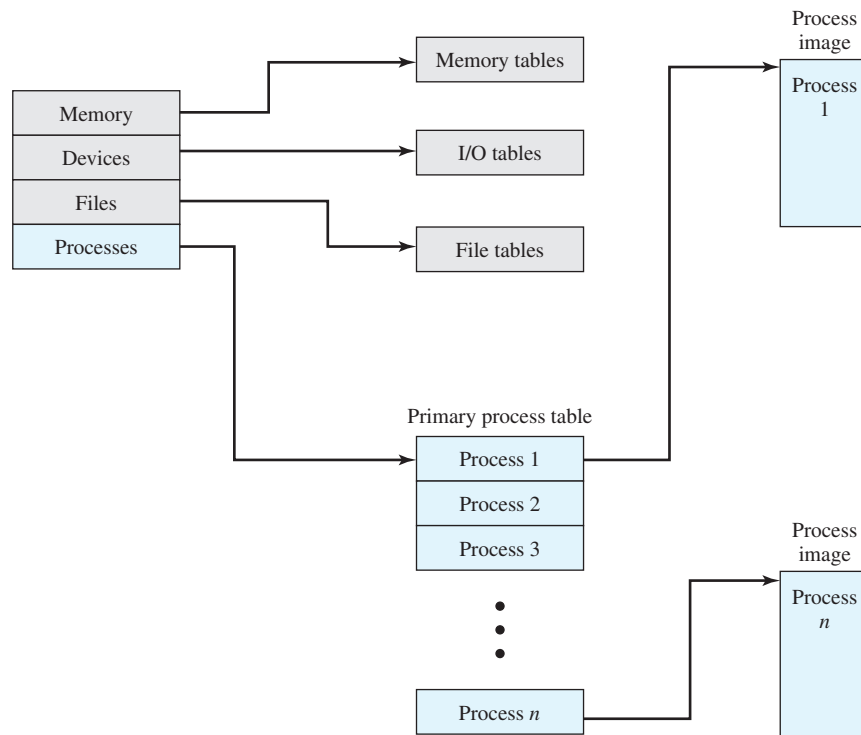 Memory
Devices
Files
Processes
Memory tables
I/O tables
File tables
Primary process table
Process 1
Process 2
Process 3
Process n
Process
image
Process
1
Process
image
Process
n